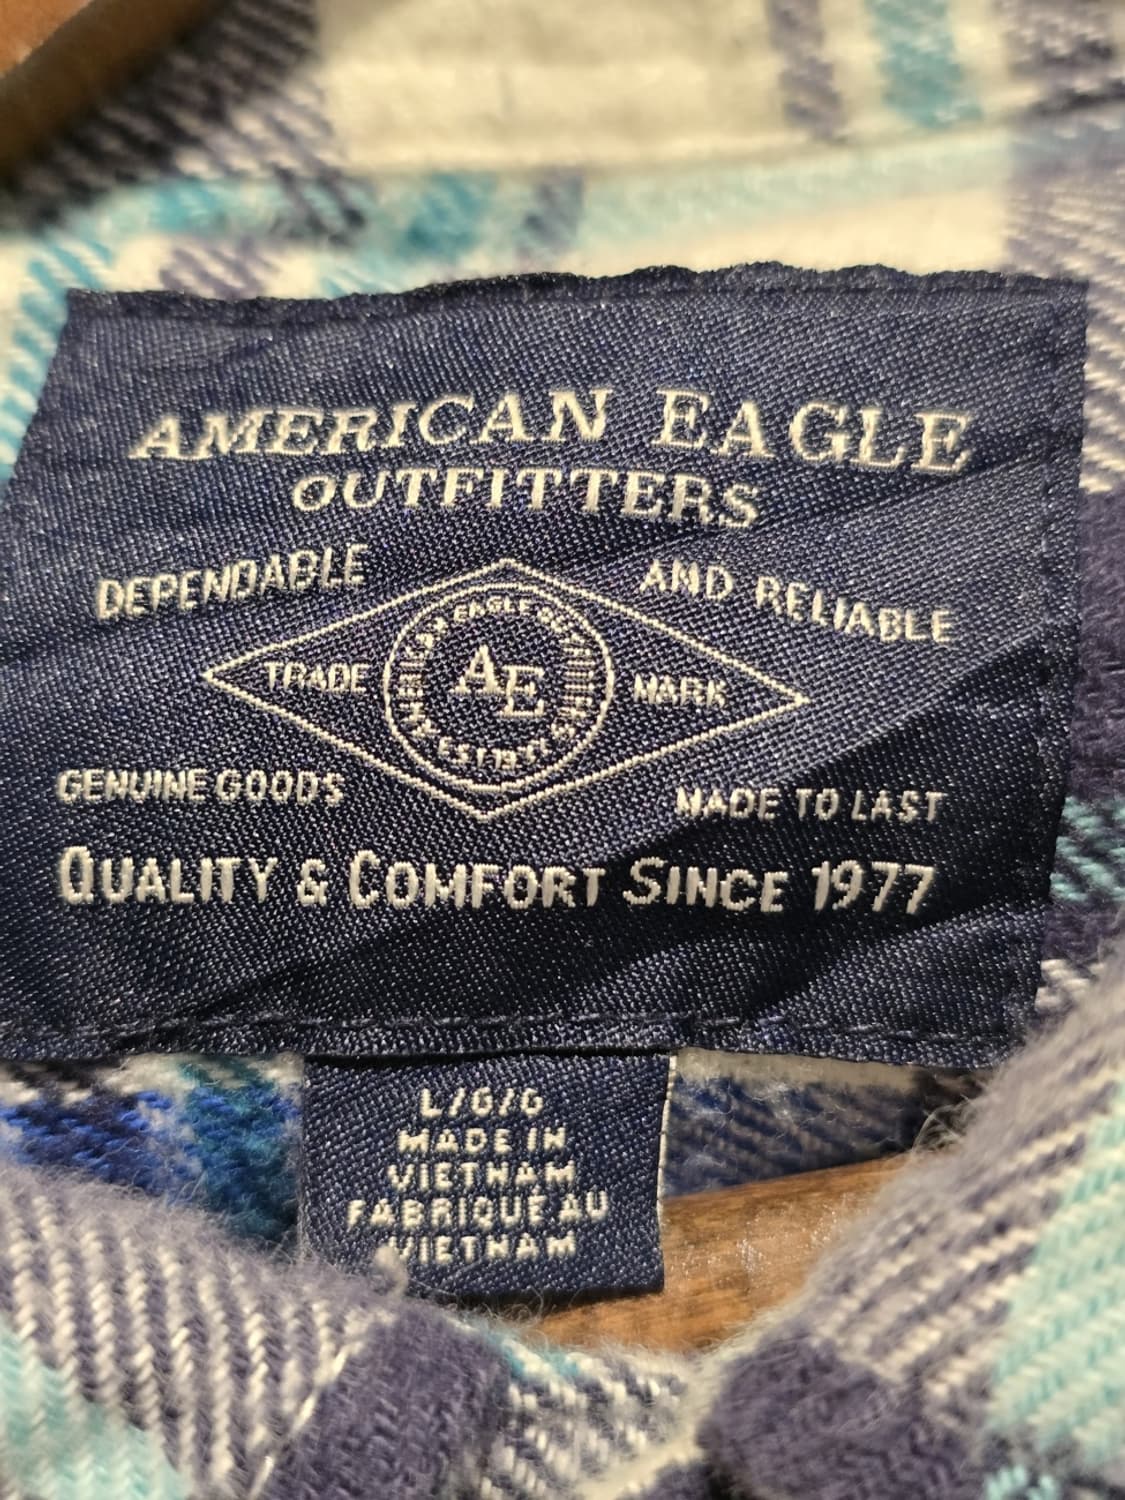 AMERICAN EAGLE
OUTFITTERS
DEPENDABLE AND RELIABLE
TRADE AE MARK
GENUINE GOODS MADE TO LAST
QUALITY & COMFORT SINCE 1977
L/G/G
MADE IN
VIETNAM
FABRIQUE AU
VIETNAM